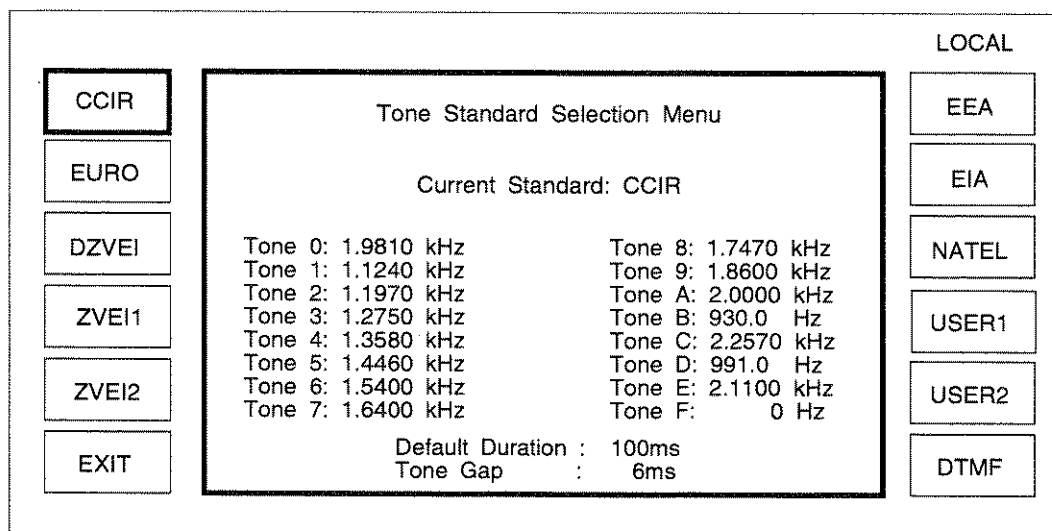 LOCAL
CCIR
EURO
DZVEI
ZVEI1
ZVEI2
EXIT
Tone Standard Selection Menu
Current Standard: CCIR
Tone 0: 1.9810 kHz
Tone 1: 1.1240 kHz
Tone 2: 1.1970 kHz
Tone 3: 1.2750 kHz
Tone 4: 1.3580 kHz
Tone 5: 1.4460 kHz
Tone 6: 1.5400 kHz
Tone 7: 1.6400 kHz
Tone 8: 1.7470 kHz
Tone 9: 1.8600 kHz
Tone A: 2.0000 kHz
Tone B: 930.0 Hz
Tone C: 2.2570 kHz
Tone D: 991.0 Hz
Tone E: 2.1100 kHz
Tone F: 0 Hz
Default Duration : 100ms
Tone Gap : 6ms
EEA
EIA
NATEL
USER1
USER2
DTMF